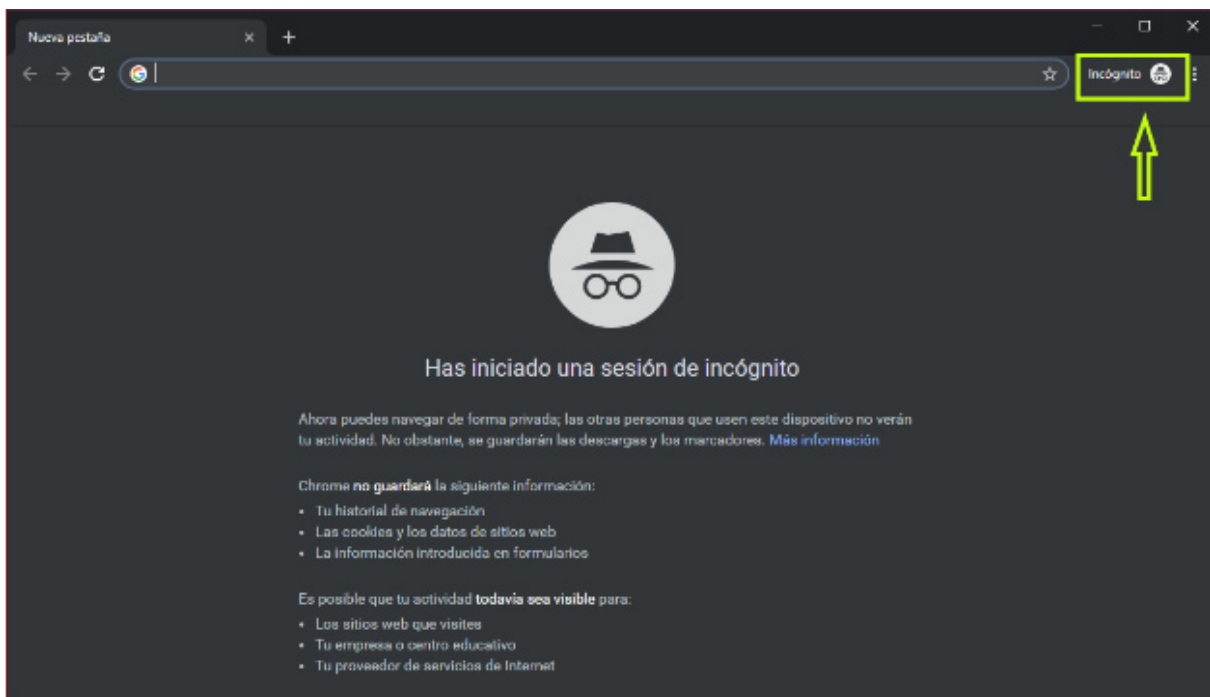 Nueva pestaña
Incógnito
Has iniciado una sesión de incógnito
Ahora puedes navegar de forma privada; las otras personas que usen este dispositivo no verán
tu actividad. No obstante, se guardarán las descargas y los marcadores. Más información
Chrome no guardará la siguiente información:
• Tu historial de navegación
• Las cookies y los datos de sitios web
• La información introducida en formularios
Es posible que tu actividad todavía sea visible para:
• Los sitios web que visites
• Tu empresa o centro educativo
• Tu proveedor de servicios de Internet